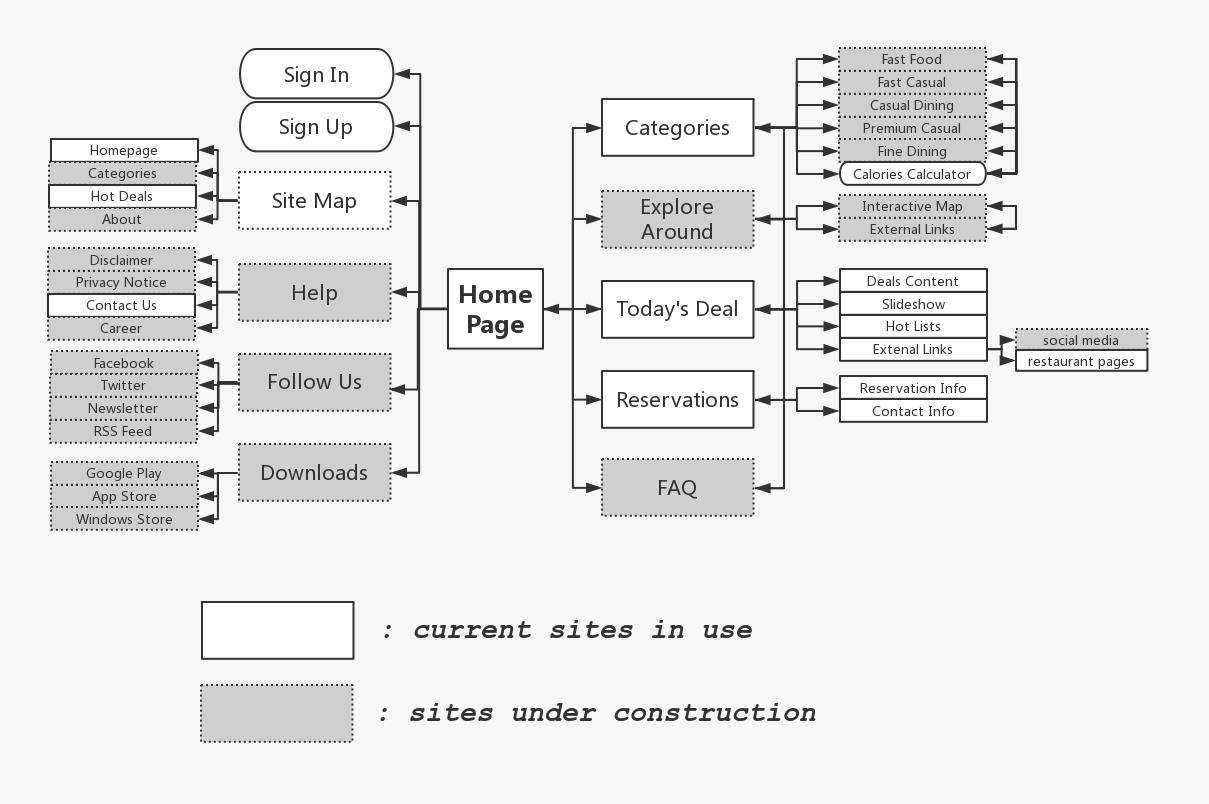 Sign In
Sign Up
Homepage
Categories
Hot Deals
About
Site Map
Disclaimer
Privacy Notice
Contact Us
Career
Help
Facebook
Twitter
Newsletter
RSS Feed
Follow Us
Google Play
App Store
Windows Store
Downloads
Home
Page
Categories
Fast Food
Fast Casual
Casual Dining
Premium Casual
Fine Dining
Calories Calculator
Explore
Around
Interactive Map
External Links
Today's Deal
Deals Content
Slideshow
Hot Lists
Extenal Links
social media
restaurant pages
Reservations
Reservation Info
Contact Info
FAQ
: current sites in use
: sites under construction